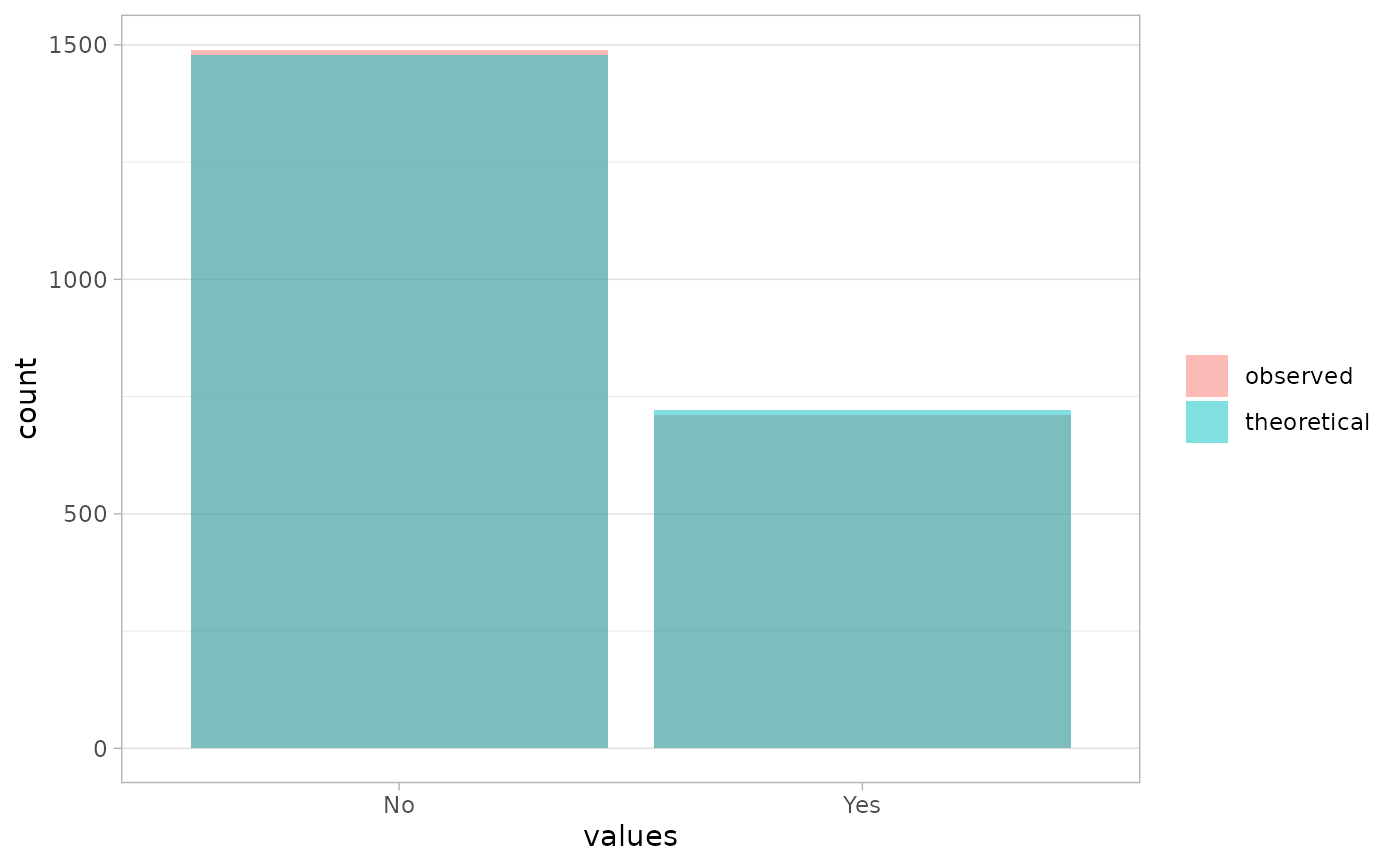 1500
1000
500
0
count
No
Yes
values
observed
theoretical